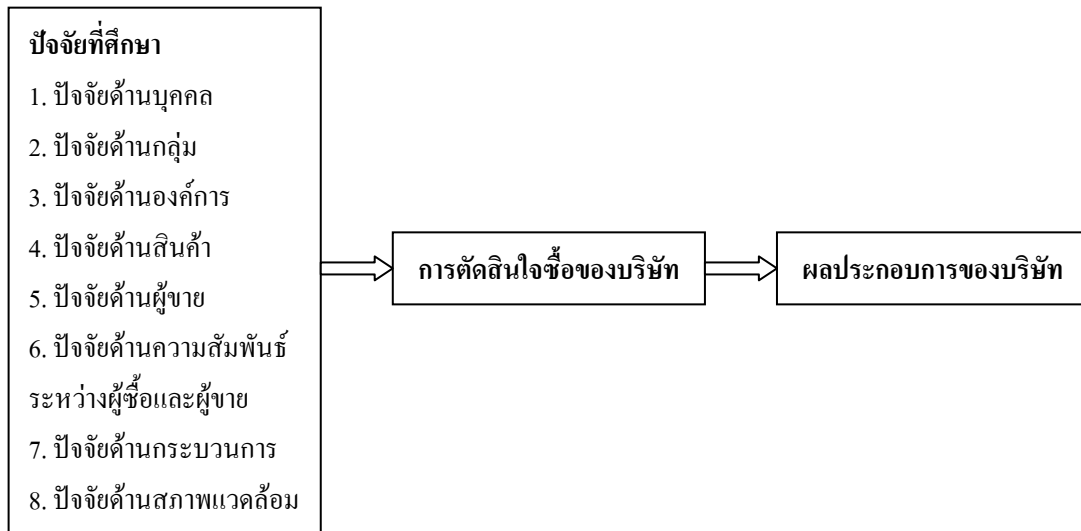 ปัจจัยที่ศึกษา
1. ปัจจัยด้านบุคคล
2. ปัจจัยด้านกลุ่ม
3. ปัจจัยด้านองค์การ
4. ปัจจัยด้านสินค้า
5. ปัจจัยด้านผู้ขาย
6. ปัจจัยด้านความสัมพันธ์
ระหว่างผู้ซื้อและผู้ขาย
7. ปัจจัยด้านกระบวนการ
8. ปัจจัยด้านสภาพแวดล้อม
การตัดสินใจซื้อของบริษัท
ผลประกอบการของบริษัท